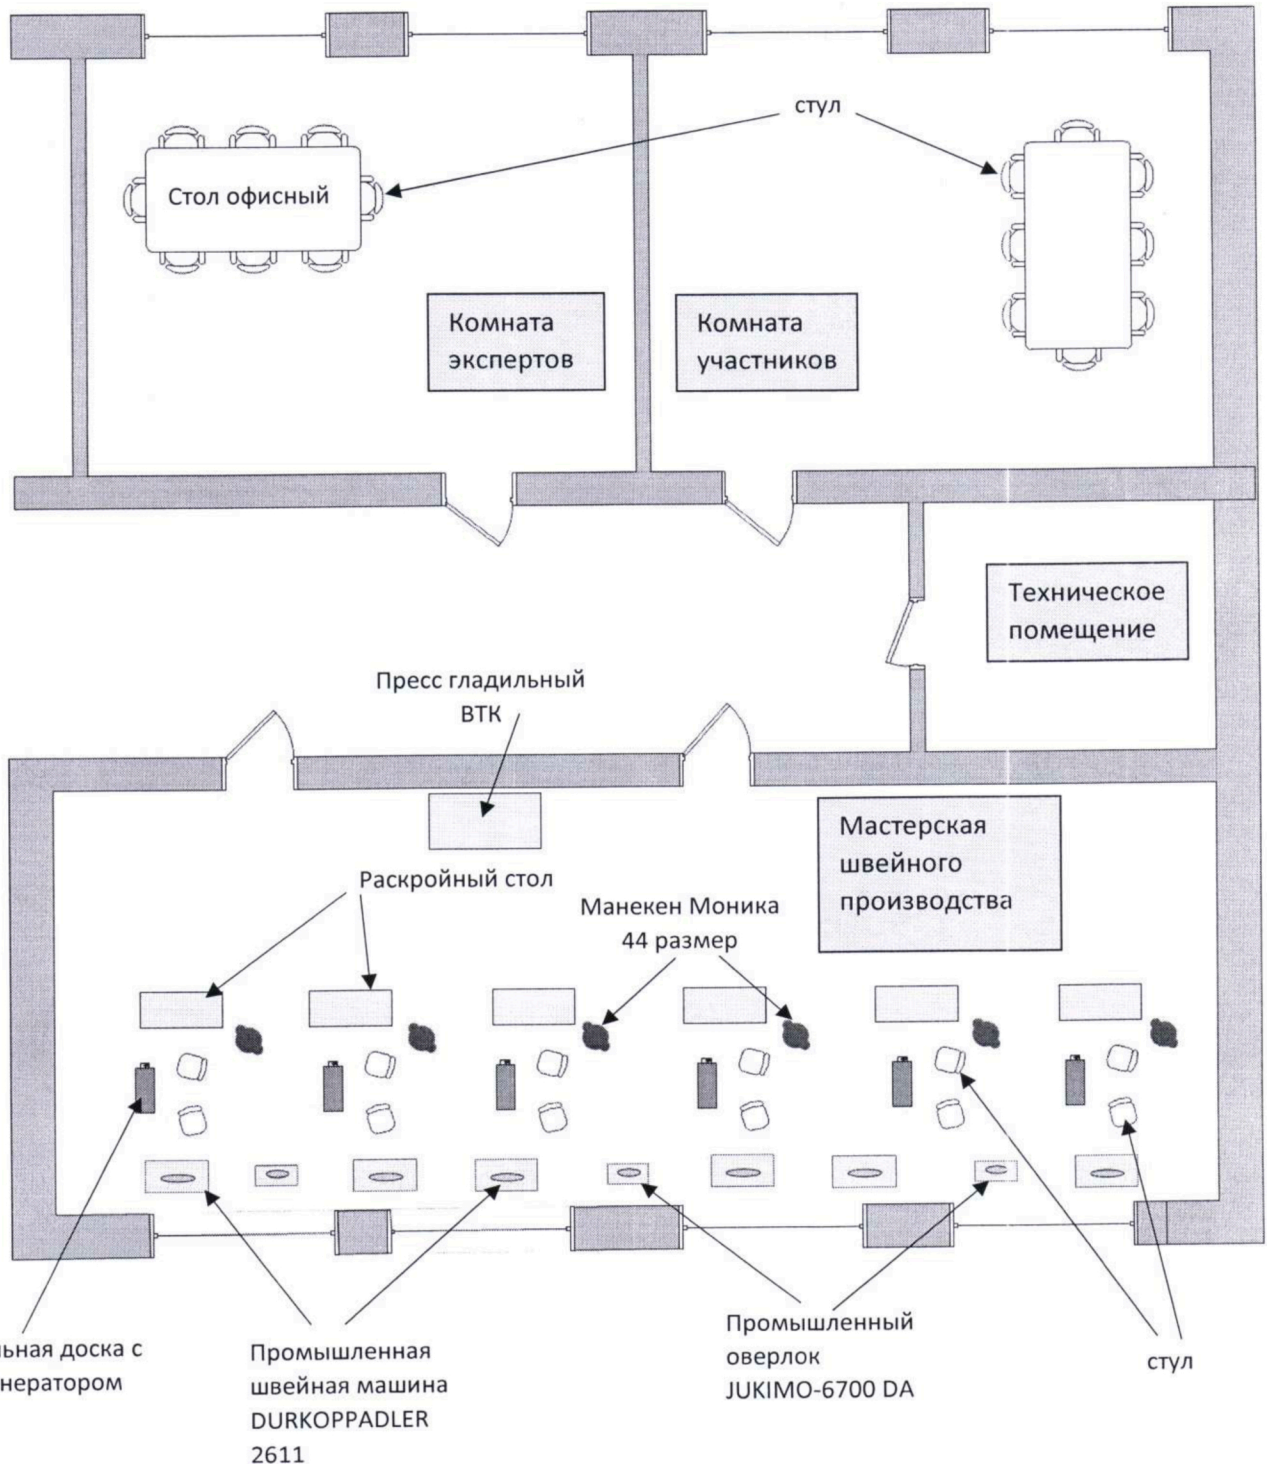 стул
Стол офисный
Комната
экспертов
Комната
участников
Техническое
помещение
Пресс гладильный
ВТК
Мастерская
швейного
производства
Раскройный стол
Манекен Моника
44 размер
доска с
Промышленная
швейная машина
DURKOPPADLER
2611
Промышленный
оверлок
JUKIMO-6700 DA
стул